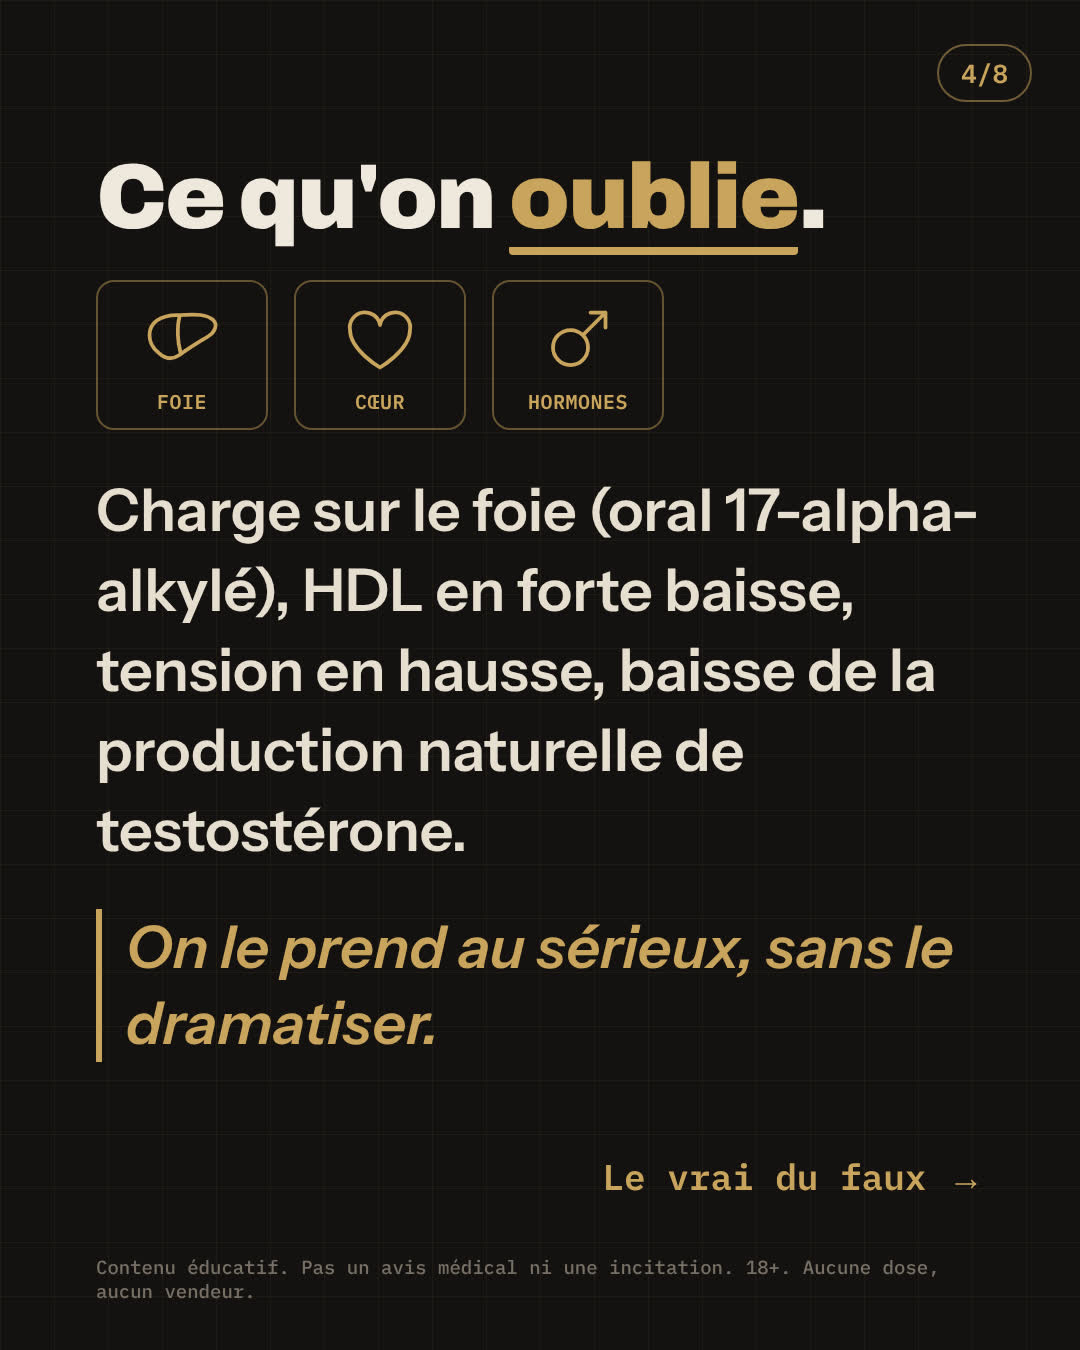 4/8
Ce qu'on oublie.
FOIE
CŒUR
HORMONES
Charge sur le foie (oral 17-alpha-
alkylé), HDL en forte baisse,
tension en hausse, baisse de la
production naturelle de
testostérone.
On le prend au sérieux, sans le
dramatiser.
Le vrai du faux →
Contenu éducatif. Pas un avis médical ni une incitation. 18+. Aucune dose,
aucun vendeur.